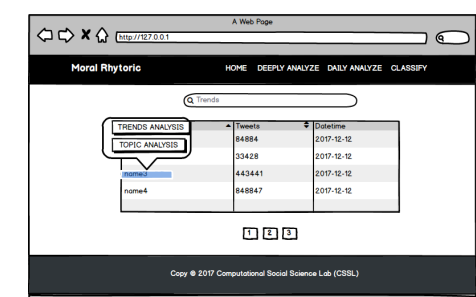 A Web Page
http://127.0.0.1
Moral Rhytoric HOME DEEPLY ANALYZE DAILY ANALYZE CLASSIFY
Trends
TRENDS ANALYSIS Tweets Datetime
84884 2017-12-12
TOPIC ANALYSIS
33428 2017-12-12
name3 443441 2017-12-12
name4 848847 2017-12-12
1 2 3
Copy @ 2017 Computational Social Science Lab (CSSL)